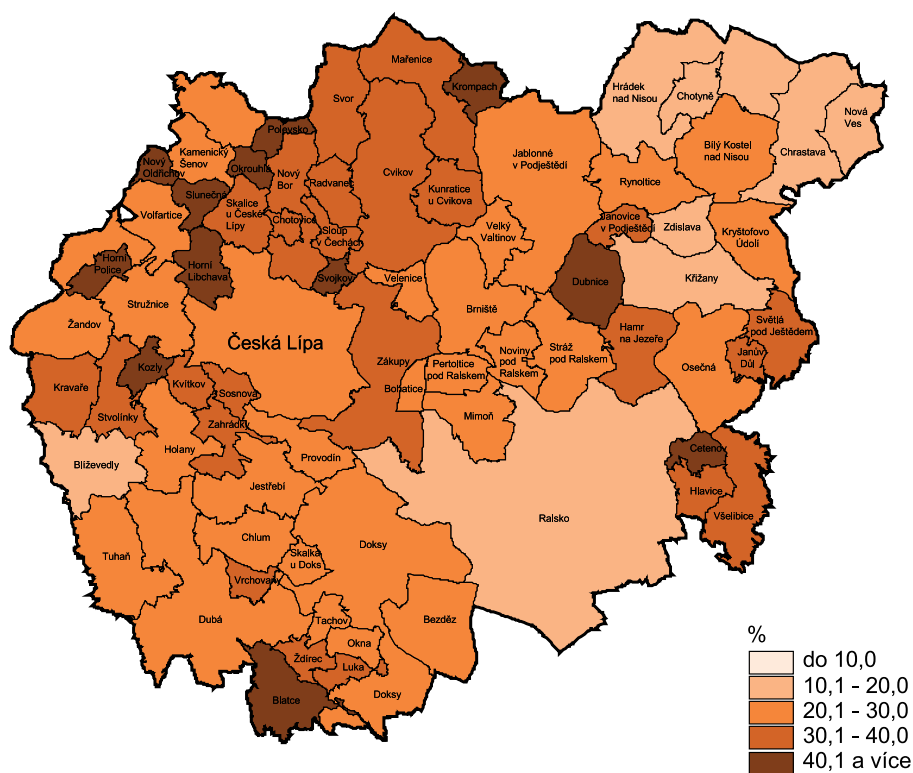 Mařenice
Krompach
Svor
Hrádek
nad Nisou
Chotyně
Nová
Ves
Chrastava
Polevsko
Kamenický
Šenov
Nový
Oldřichov
Okrouhlá
Nový
Bor
Radvanec
Cvikov
Jablonné
v Podještědí
Bílý Kostel
nad Nisou
Rynoltice
Kunratice
u Cvikova
Slunečná
Skalice
u České
Lípy
Volfartice
Chotovice
Sloup
v Čechách
Velký
Valtinov
Janovice
v Podještědí
Zdislava
Kryštofovo
Údolí
Horní
Police
Horní
Libchava
Svojkov
Velenice
Dubnice
Křižany
Stružnice
Brniště
Žandov
Česká Lípa
Hamr
na Jezeře
Světlá
pod Ještědem
Noviny
pod
Ralskem
Stráž
pod Ralskem
Janův
Důl
Kozly
Zákupy
Pertoltice
pod Ralskem
Osečná
Kravaře
Kvítkov
Sosnová
Bohatice
Stvolínky
Zahrádky
Mimoň
Holany
Provodín
Cetenov
Blíževedly
Jestřebí
Hlavice
Všelibice
Ralsko
Chlum
Doksy
Tuhaň
Skalka
u Doks
Vrchovany
Dubá
Tachov
Bezděz
Okna
Ždírec
Luka
Doksy
Blatce
%
do 10,0
10,1 - 20,0
20,1 - 30,0
30,1 - 40,0
40,1 a více